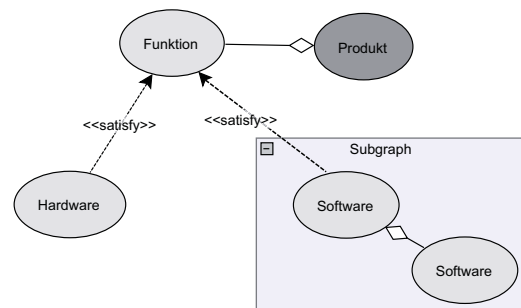 Funktion
Produkt
<<satisfy>>
<<satisfy>>
Subgraph
Hardware
Software
Software